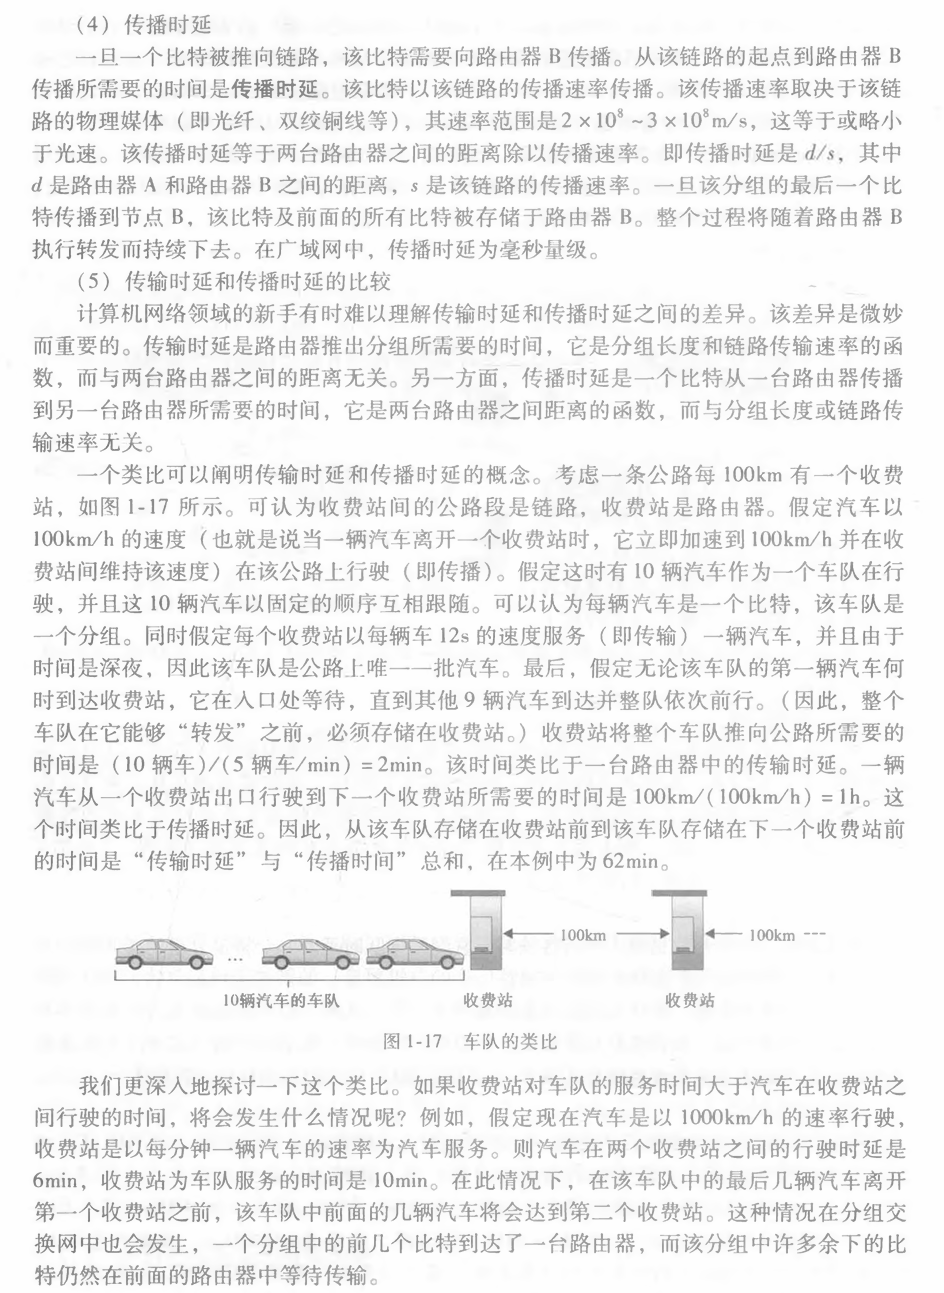 （4）传播时延
一旦一个比特被推向链路，该比特需要向路由器 B 传播。从该链路的起点到路由器 B
传播所需要的时间是传播时延。该比特以该链路的传播速率传播。该传播速率取决于该链
路的物理媒体（即光纤、双绞铜线等），其速率范围是 2 × 10⁸ ~ 3 × 10⁸ m/s，这等于或略小
于光速。该传播时延等于两台路由器之间的距离除以传播速率。即传播时延是 d/s，其中
d 是路由器 A 和路由器 B 之间的距离，s 是该链路的传播速率。一旦该分组的最后一个比
特传播到节点 B，该比特及前面的所有比特被存储于路由器 B。整个过程将随着路由器 B
执行转发而持续下去。在广域网中，传播时延为毫秒量级。
（5）传输时延和传播时延的比较
计算机网络领域的新手有时难以理解传输时延和传播时延之间的差异。该差异是微妙
而重要的。传输时延是路由器推出分组所需要的时间，它是分组长度和链路传输速率的函
数，而与两台路由器之间的距离无关。另一方面，传播时延是一个比特从一台路由器传播
到另一台路由器所需要的时间，它是两台路由器之间距离的函数，而与分组长度或链路传
输速率无关。
一个类比可以阐明传输时延和传播时延的概念。考虑一条公路每 100km 有一个收费
站，如图 1-17 所示。可认为收费站间的公路段是链路，收费站是路由器。假定汽车以
100km/h 的速度（也就是说当一辆汽车离开一个收费站时，它立即加速到 100km/h 并在收
费站间维持该速度）在该公路上行驶（即传播）。假定这时有 10 辆汽车作为一个车队在行
驶，并且这 10 辆汽车以固定的顺序互相跟随。可以认为每辆汽车是一个比特，该车队是
一个分组。同时假定每个收费站以每辆车 12s 的速度服务（即传输）一辆汽车，并且由于
时间是深夜，因此该车队是公路上唯一一批汽车。最后，假定无论该车队的第一辆汽车何
时到达收费站，它在入口处等待，直到其他 9 辆汽车到达并整队依次前行。（因此，整个
车队在它能够“转发”之前，必须存储在收费站。）收费站将整个车队推向公路所需要的
时间是（10 辆车）/（5 辆车/min）= 2min。该时间类比于一台路由器中的传输时延。一辆
汽车从一个收费站出口行驶到下一个收费站所需要的时间是 100km/（100km/h）= 1h。这
个时间类比于传播时延。因此，从该车队存储在收费站前到该车队存储在下一个收费站前
的时间是“传输时延”与“传播时间”总和，在本例中为 62min。
100km 100km
10辆汽车的车队 收费站 收费站
图 1-17 车队的类比
我们更深入地探讨一下这个类比。如果收费站对车队的服务时间大于汽车在收费站之
间行驶的时间，将会发生什么情况呢？例如，假定现在汽车是以 1000km/h 的速率行驶，
收费站是以每分钟一辆汽车的速率为汽车服务。则汽车在两个收费站之间的行驶时延是
6min，收费站为车队服务的时间是 10min。在此情况下，在该车队中的最后几辆汽车离开
第一个收费站之前，该车队中前面的几辆汽车将会达到第二个收费站。这种情况在分组交
换网中也会发生，一个分组中的前几个比特到达了一台路由器，而该分组中许多余下的比
特仍然在前面的路由器中等待传输。